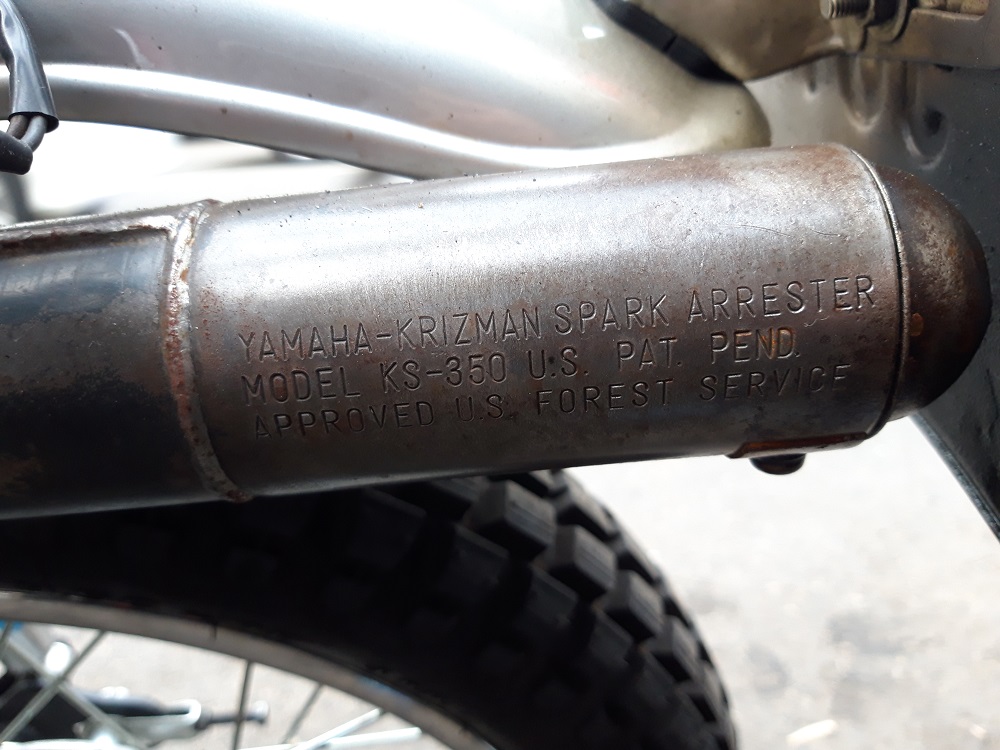 YAMAHA-KRIZMAN SPARK ARRESTER
MODEL KS-350 U.S. PAT. PEND.
APPROVED U.S. FOREST SERVICE